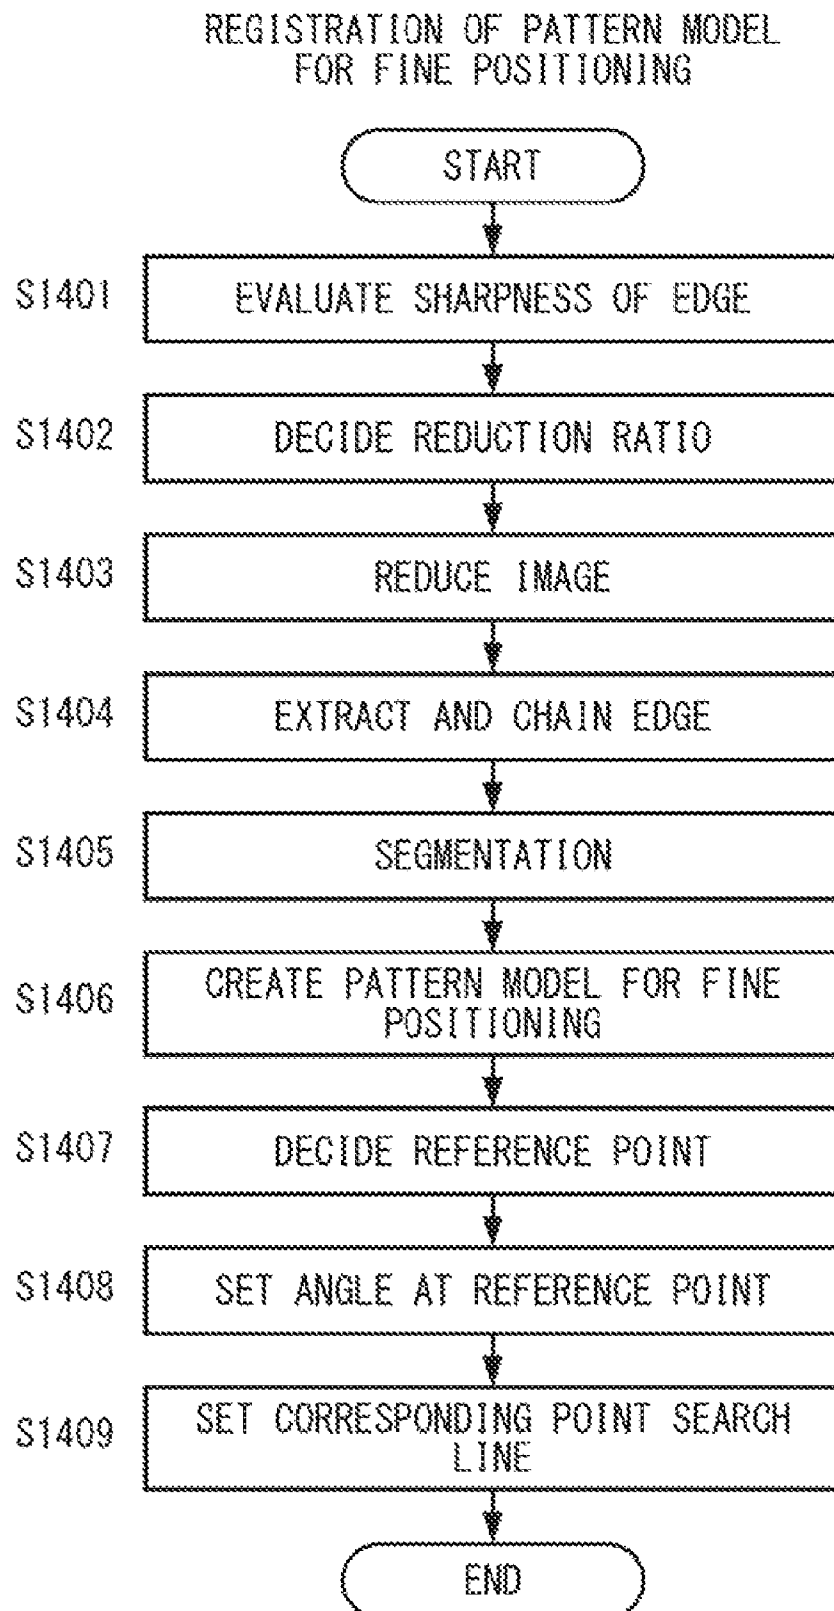 REGISTRATION OF PATTERN MODEL
FOR FINE POSITIONING
START
S1401
EVALUATE SHARPNESS OF EDGE
S1402
DECIDE REDUCTION RATIO
S1403
REDUCE IMAGE
S1404
EXTRACT AND CHAIN EDGE
S1405
SEGMENTATION
S1406
CREATE PATTERN MODEL FOR FINE
POSITIONING
S1407
DECIDE REFERENCE POINT
S1408
SET ANGLE AT REFERENCE POINT
S1409
SET CORRESPONDING POINT SEARCH
LINE
END